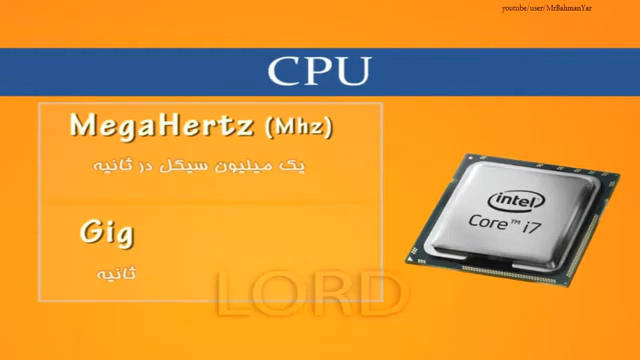 youtube/user/MrBahmanYar
CPU
MegaHertz (Mhz)
یک میلیون سیکل در ثانیه
Gig
ثانیه
intel
Core™ i7
LORD